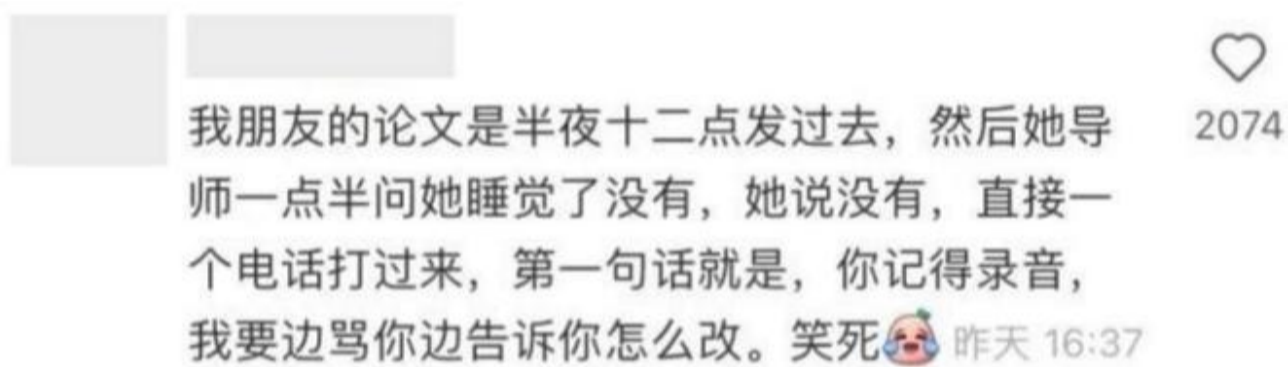 我朋友的论文是半夜十二点发过去，然后她导
2074
师一点半问她睡觉了没有，她说没有，直接一
个电话打过来，第一句话就是，你记得录音，
我要边骂你边告诉你怎么改。笑死 昨天 16:37